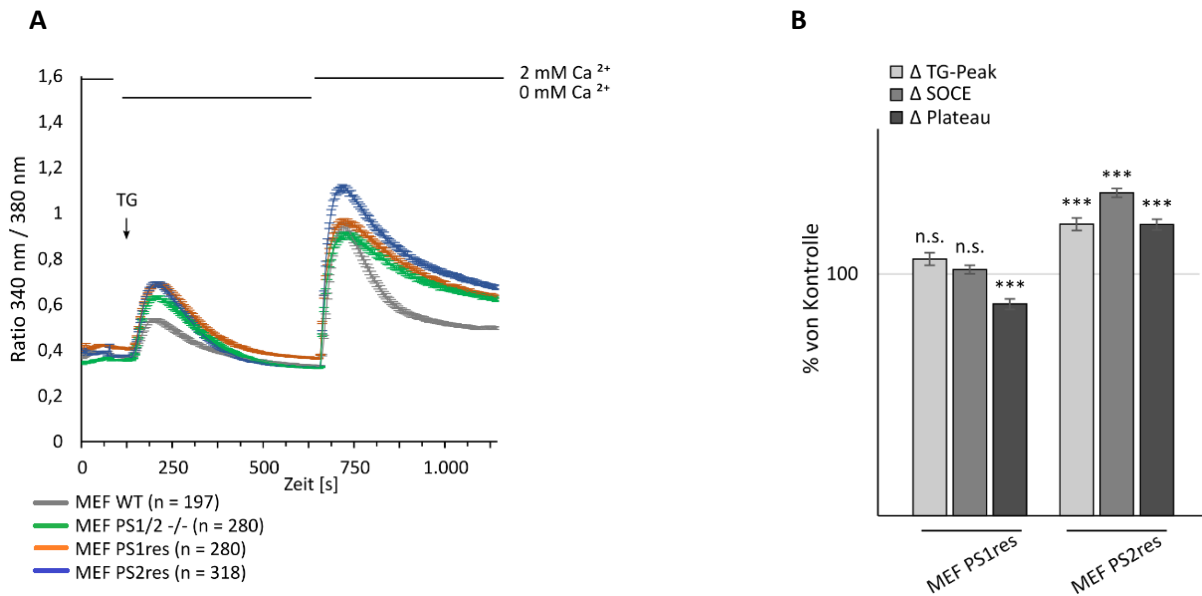 A
1,6
1,4
1,2
1
0,8
0,6
0,4
0,2
0
Ratio 340 nm / 380 nm
2 mM Ca ²⁺
0 mM Ca ²⁺
TG
0
250
500
750
1.000
Zeit [s]
MEF WT (n = 197)
MEF PS1/2 -/- (n = 280)
MEF PS1res (n = 280)
MEF PS2res (n = 318)
B
Δ TG-Peak
Δ SOCE
Δ Plateau
% von Kontrolle
100
n.s.
n.s.
***
***
***
***
MEF PS1res
MEF PS2res